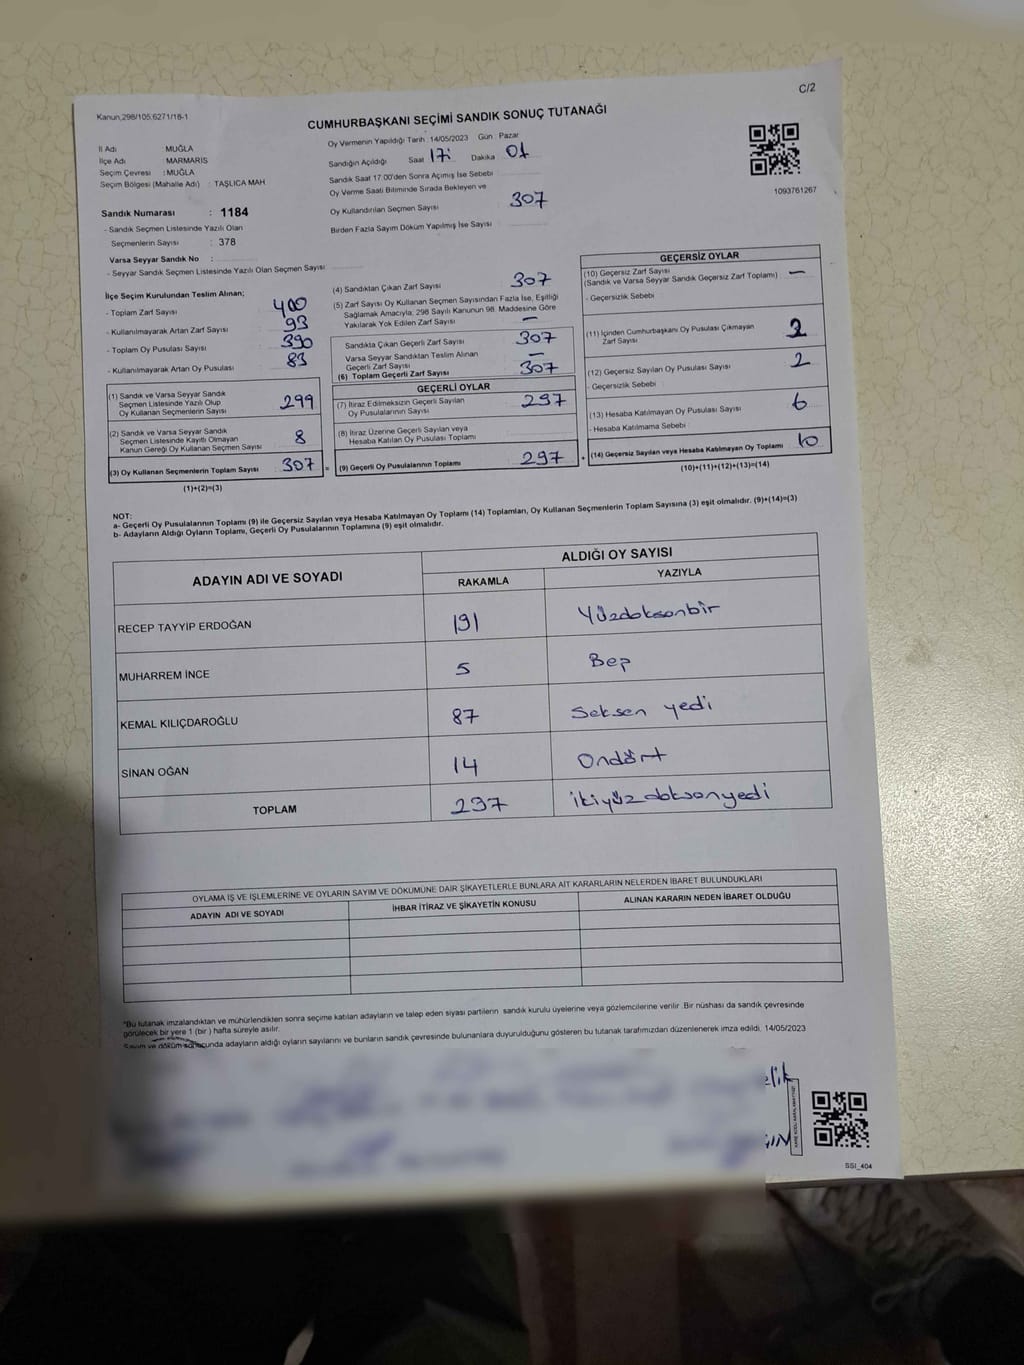 C/2
Kanun,298/105.6271/16-1
CUMHURBAŞKANI SEÇİMİ SANDIK SONUÇ TUTANAĞI
İl Adı MUĞLA
İlçe Adı : MARMARİS
Seçim Çevresi : MUĞLA
Seçim Bölgesi (Mahalle Adı) : TAŞLICA MAH
Sandık Numarası : 1184
- Sandık Seçmen Listesinde Yazılı Olan
Seçmenlerin Sayısı : 378
Varsa Seyyar Sandık No :
- Seyyar Sandık Seçmen Listesinde Yazılı Olan Seçmen Sayısı
Oy Vermenin Yapıldığı Tarih :14/05/2023 Gün : Pazar
Sandığın Açıldığı Saat 17: Dakika 01
Sandık Saat 17.00'den Sonra Açımış İse Sebebi
Oy Verme Saati Bitiminde Sırada Bekleyen ve
Oy Kullandırılan Seçmen Sayısı 307
Birden Fazla Sayım Döküm Yapılmış İse Sayısı
1093761267
İlçe Seçim Kurulundan Teslim Alınan;
- Toplam Zarf Sayısı 400
- Kullanılmayarak Artan Zarf Sayısı 93
- Toplam Oy Pusulası Sayısı 390
- Kullanılmayarak Artan Oy Pusulası 83
(1) Sandık ve Varsa Seyyar Sandık
Seçmen Listesinde Yazılı Olup
Oy Kullanan Seçmenlerin Sayısı 299
(2) Sandık ve Varsa Seyyar Sandık
Seçmen Listesinde Kayıtlı Olmayan
Kanun Gereği Oy Kullanan Seçmen Sayısı 8
(3) Oy Kullanan Seçmenlerin Toplam Sayısı 307 =
(1)+(2)=(3)
(4) Sandıktan Çıkan Zarf Sayısı 307
(5) Zarf Sayısı Oy Kullanan Seçmen Sayısından Fazla İse, Eşitliği
Sağlamak Amacıyla; 298 Sayılı Kanunun 98. Maddesine Göre
Yakılarak Yok Edilen Zarf Sayısı —
Sandıkta Çıkan Geçerli Zarf Sayısı 307
Varsa Seyyar Sandıktan Teslim Alınan
Geçerli Zarf Sayısı —
(6) Toplam Geçerli Zarf Sayısı 307
GEÇERLİ OYLAR
(7) İtiraz Edilmeksizin Geçerli Sayılan
Oy Pusulasının Sayısı 297
(8) İtiraz Üzerine Geçerli Sayılan veya
Hesaba Katılan Oy Pusulası Toplamı
(9) Geçerli Oy Pusulalarının Toplamı 297 +
GEÇERSİZ OYLAR
(10) Geçersiz Zarf Sayısı —
(Sandık ve Varsa Seyyar Sandık Geçersiz Zarf Toplamı)
- Geçersizlik Sebebi
(11) İçinden Cumhurbaşkanı Oy Pusulası Çıkmayan
Zarf Sayısı
(12) Geçersiz Sayılan Oy Pusulası Sayısı 2
- Geçersizlik Sebebi
(13) Hesaba Katılmayan Oy Pusulası Sayısı 6
- Hesaba Katılmama Sebebi
(14) Geçersiz Sayılan veya Hesaba Katılmayan Oy Toplamı 10
(10)+(11)+(12)+(13)=(14)
NOT:
a- Geçerli Oy Pusulalarının Toplamı (9) ile Geçersiz Sayılan veya Hesaba Katılmayan Oy Toplamı (14) Toplamları, Oy Kullanan Seçmenlerin Toplam Sayısına (3) eşit olmalıdır. (9)+(14)=(3)
b- Adayların Aldığı Oyların Toplamı, Geçerli Oy Pusulalarının Toplamına (9) eşit olmalıdır.
ADAYIN ADI VE SOYADI ALDIĞI OY SAYISI
RAKAMLA YAZIYLA
RECEP TAYYİP ERDOĞAN 191 Yüzdoksanbir
MUHARREM İNCE 5 Beş
KEMAL KILIÇDAROĞLU 87 Seksen yedi
SİNAN OĞAN 14 Ondört
TOPLAM 297 ikiyüzdoksanyedi
OYLAMA İŞ VE İŞLEMLERİNE VE OYLARIN SAYIM VE DÖKÜMÜNE DAİR ŞİKAYETLERLE BUNLARA AİT KARARLARIN NELERDEN İBARET BULUNDUKLARI
ADAYIN ADI VE SOYADI İHBAR İTİRAZ VE ŞİKAYETİN KONUSU ALINAN KARARIN NEDEN İBARET OLDUĞU
*Bu tutanak imzalandıktan ve mühürlendikten sonra seçime katılan adayların ve talep eden siyasi partilerin sandık kurulu üyelerine veya gözlemcilerine verilir .Bir nüshası da sandık çevresinde
görülecek bir yere 1 (bir) hafta süreyle asılır.
Sayım ve döküm sonucunda adayların aldığı oyların sayılarını ve bunların sandık çevresinde bulunanlara duyurulduğunu gösteren bu tutanak tarafımızdan düzenlenerek imza edildi. 14/05/2023
SSI_404